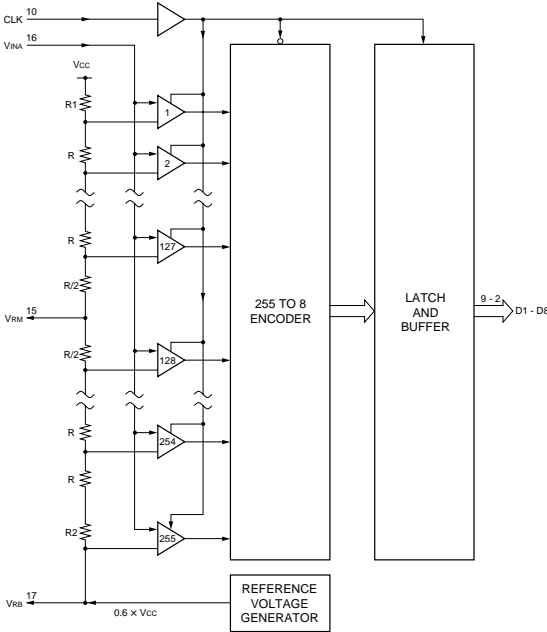 CLK 10
VINA 16
VCC
R1
1
R
2
R
127
R/2
VRM 15
R/2
128
R
254
R
R2
255
VRB 17
0.6 × VCC
255 TO 8
ENCODER
LATCH
AND
BUFFER
9 - 2
D1 - D8
REFERENCE
VOLTAGE
GENERATOR